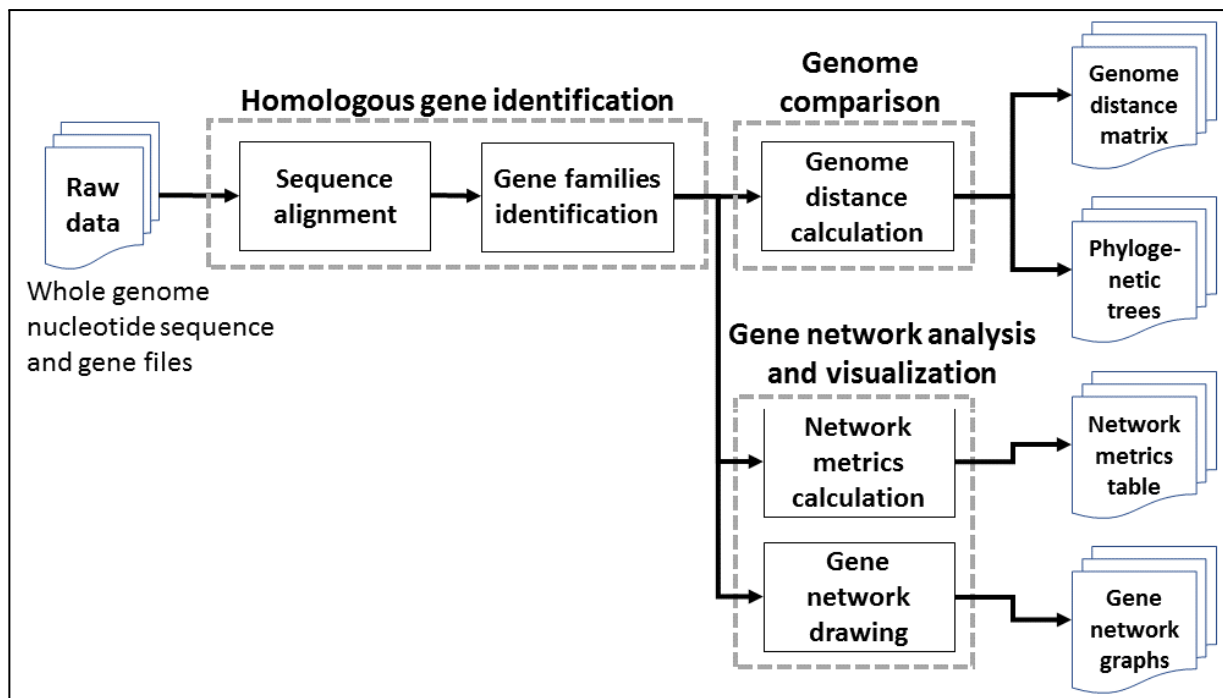 Homologous gene identification
Raw
data
Whole genome
nucleotide sequence
and gene files
Sequence
alignment
Gene families
identification
Genome
comparison
Genome
distance
calculation
Genome
distance
matrix
Phyloge-
netic
trees
Gene network analysis
and visualization
Network
metrics
calculation
Network
metrics
table
Gene
network
drawing
Gene
network
graphs